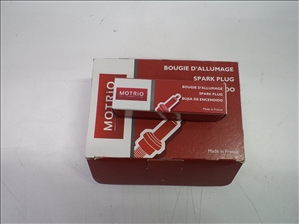 BOUGIE D'ALLUMAGE
SPARK PLUG
DO
MOTRIO
MOTRIO
BOUGIE D'ALLUMAGE
SPARK PLUG
BUJIA DE ENCENDIDO
Made in France
Made in France